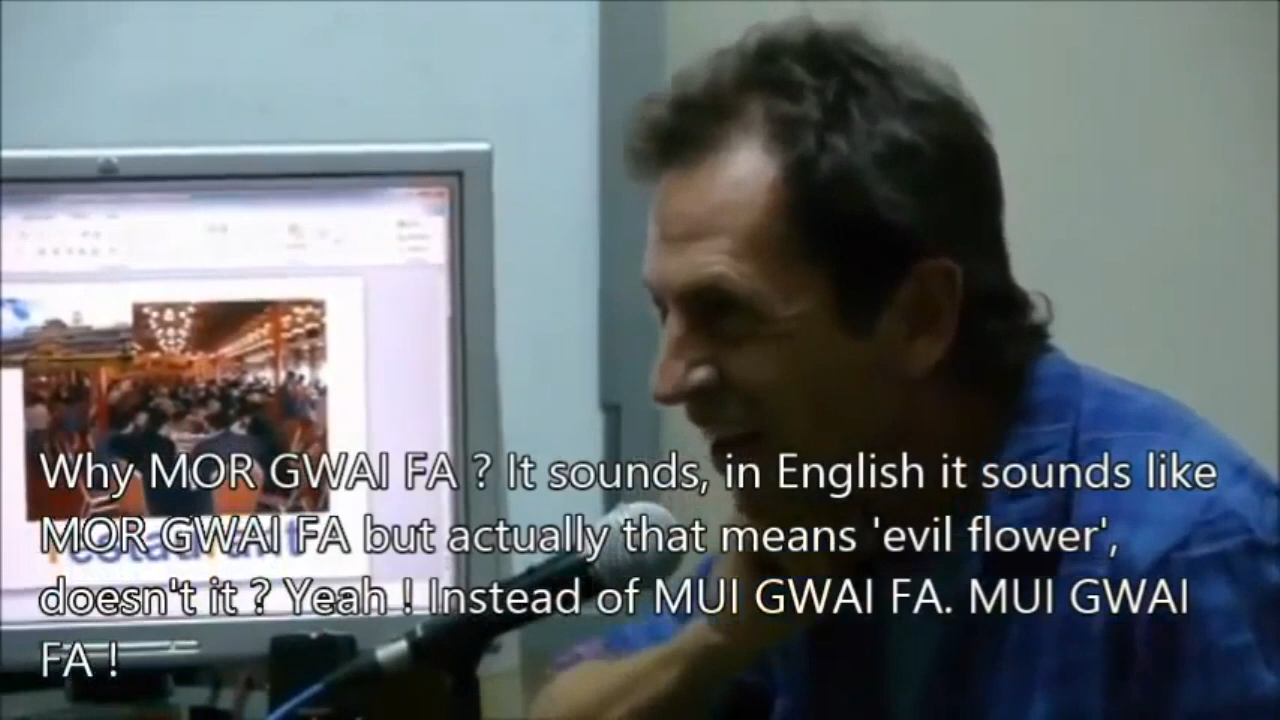 Why MOR GWAI FA ? It sounds, in English it sounds like
MOR GWAI FA but actually that means 'evil flower',
doesn't it ? Yeah ! Instead of MUI GWAI FA. MUI GWAI
FA !